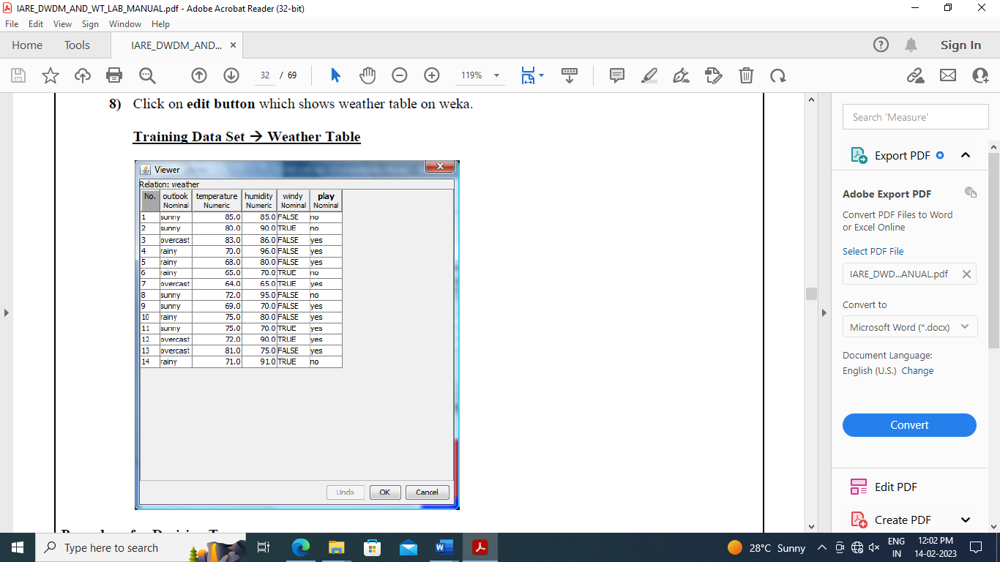 IARE_DWDM_AND_WT_LAB_MANUAL.pdf - Adobe Acrobat Reader (32-bit)
File Edit View Sign Window Help
Home Tools IARE_DWDM_AND... × Sign In
32 / 69 119%
8) Click on edit button which shows weather table on weka.
Training Data Set → Weather Table
Viewer
Relation: weather
No. outlook temperature humidity windy play
Nominal Numeric Numeric Nominal Nominal
1 sunny 85.0 85.0 FALSE no
2 sunny 80.0 90.0 TRUE no
3 overcast 83.0 86.0 FALSE yes
4 rainy 70.0 96.0 FALSE yes
5 rainy 68.0 80.0 FALSE yes
6 rainy 65.0 70.0 TRUE no
7 overcast 64.0 65.0 TRUE yes
8 sunny 72.0 95.0 FALSE no
9 sunny 69.0 70.0 FALSE yes
10 rainy 75.0 80.0 FALSE yes
11 sunny 75.0 70.0 TRUE yes
12 overcast 72.0 90.0 TRUE yes
13 overcast 81.0 75.0 FALSE yes
14 rainy 71.0 91.0 TRUE no
Undo OK Cancel
Search 'Measure'
Export PDF
Adobe Export PDF
Convert PDF Files to Word
or Excel Online
Select PDF File
IARE_DWD...ANUAL.pdf
Convert to
Microsoft Word (*.docx)
Document Language:
English (U.S.) Change
Convert
Edit PDF
Create PDF
Type here to search
28°C Sunny
ENG
IN
12:02 PM
14-02-2023